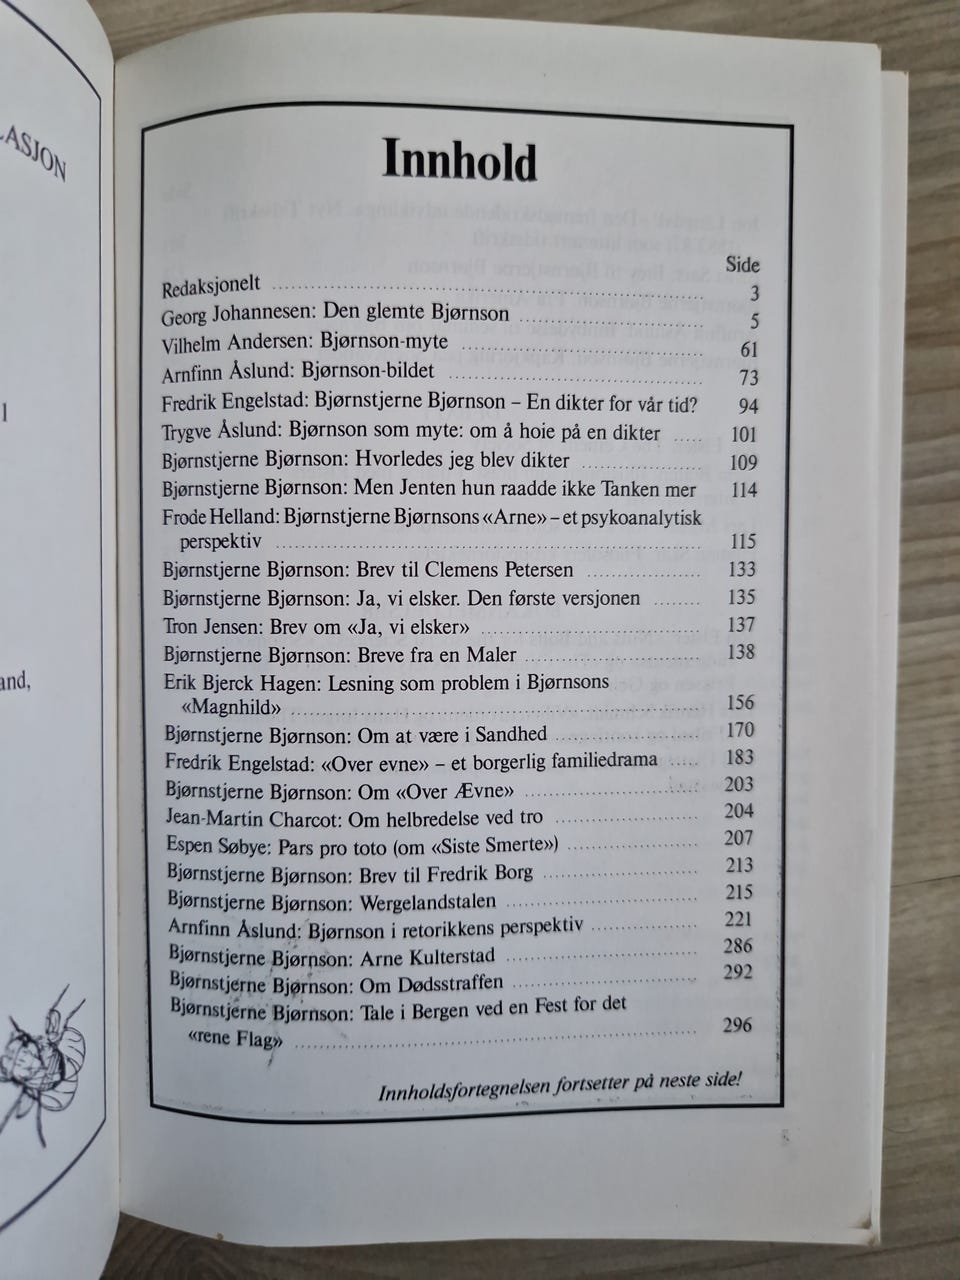 LASJON
l
and,
Innhold
Side
Redaksjonelt ........ 3
Georg Johannesen: Den glemte Bjørnson ........ 5
Vilhelm Andersen: Bjørnson-myte ........ 61
Arnfinn Åslund: Bjørnson-bildet ........ 73
Fredrik Engelstad: Bjørnstjerne Bjørnson – En dikter for vår tid? 94
Trygve Åslund: Bjørnson som myte: om å hoie på en dikter ..... 101
Bjørnstjerne Bjørnson: Hvorledes jeg blev dikter ........ 109
Bjørnstjerne Bjørnson: Men Jenten hun raadde ikke Tanken mer 114
Frode Helland: Bjørnstjerne Bjørnsons «Arne» – et psykoanalytisk
perspektiv ........ 115
Bjørnstjerne Bjørnson: Brev til Clemens Petersen ........ 133
Bjørnstjerne Bjørnson: Ja, vi elsker. Den første versjonen ........ 135
Tron Jensen: Brev om «Ja, vi elsker» ........ 137
Bjørnstjerne Bjørnson: Breve fra en Maler ........ 138
Erik Bjerck Hagen: Lesning som problem i Bjørnsons
«Magnhild» ........ 156
Bjørnstjerne Bjørnson: Om at være i Sandhed ........ 170
Fredrik Engelstad: «Over evne» – et borgerlig familiedrama ..... 183
Bjørnstjerne Bjørnson: Om «Over Ævne» ........ 203
Jean-Martin Charcot: Om helbredelse ved tro ........ 204
Espen Søbye: Pars pro toto (om «Siste Smerte») ........ 207
Bjørnstjerne Bjørnson: Brev til Fredrik Borg ........ 213
Bjørnstjerne Bjørnson: Wergelandstalen ........ 215
Arnfinn Åslund: Bjørnson i retorikkens perspektiv ........ 221
Bjørnstjerne Bjørnson: Arne Kulterstad ........ 286
Bjørnstjerne Bjørnson: Om Dødsstraffen ........ 292
Bjørnstjerne Bjørnson: Tale i Bergen ved en Fest for det
«rene Flag» ........ 296
Innholdsfortegnelsen fortsetter på neste side!